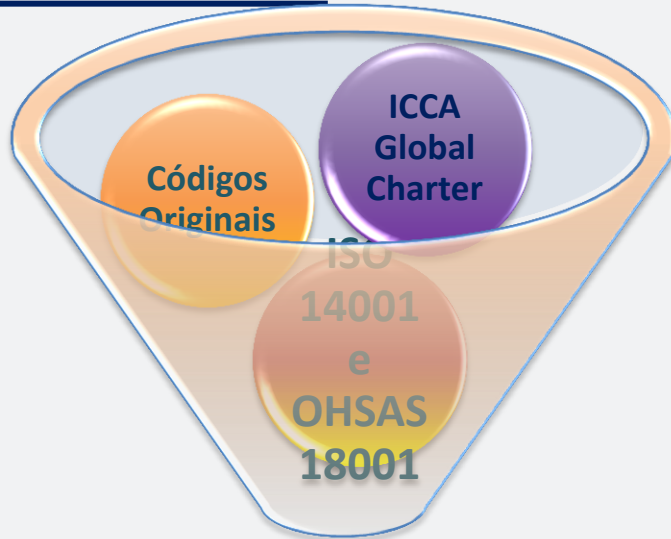 ICCA
Global
Charter
Códigos
Originais
ISO
14001
e
OHSAS
18001